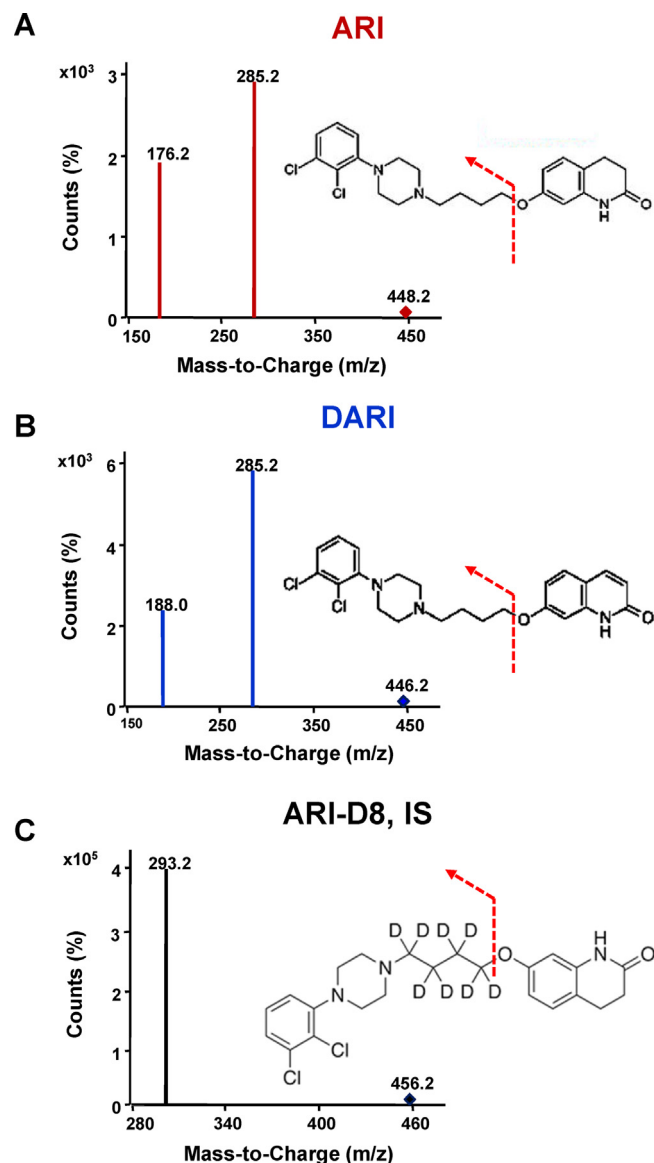 A
ARI
x10³
3
2
1
0
Counts (%)
285.2
176.2
448.2
150
250
350
450
Mass-to-Charge (m/z)
Cl
Cl
N
N
O
N
H
O
B
DARI
x10³
6
4
2
0
Counts (%)
285.2
188.0
446.2
150
250
350
450
Mass-to-Charge (m/z)
Cl
Cl
N
N
O
N
H
O
C
ARI-D8, IS
x10⁵
4
3
2
1
0
Counts (%)
293.2
456.2
280
340
400
460
Mass-to-Charge (m/z)
D
D
D
D
D
D
D
D
N
N
O
H
N
O
Cl
Cl